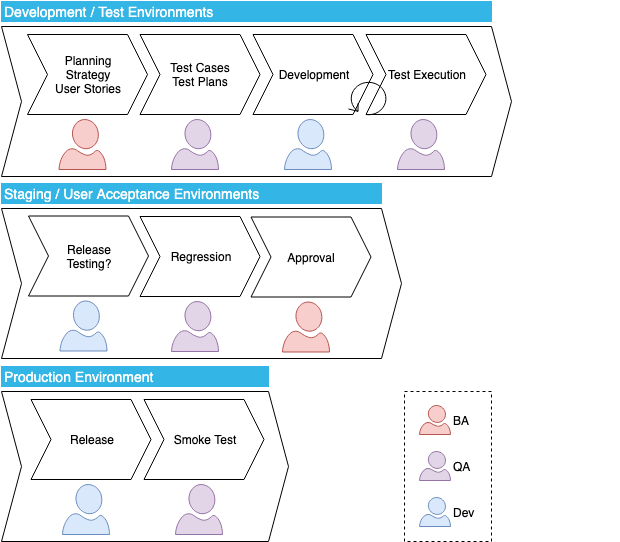 Development / Test Environments
Planning
Strategy
User Stories
Test Cases
Test Plans
Development
Test Execution
Staging / User Acceptance Environments
Release
Testing?
Regression
Approval
Production Environment
Release
Smoke Test
BA
QA
Dev